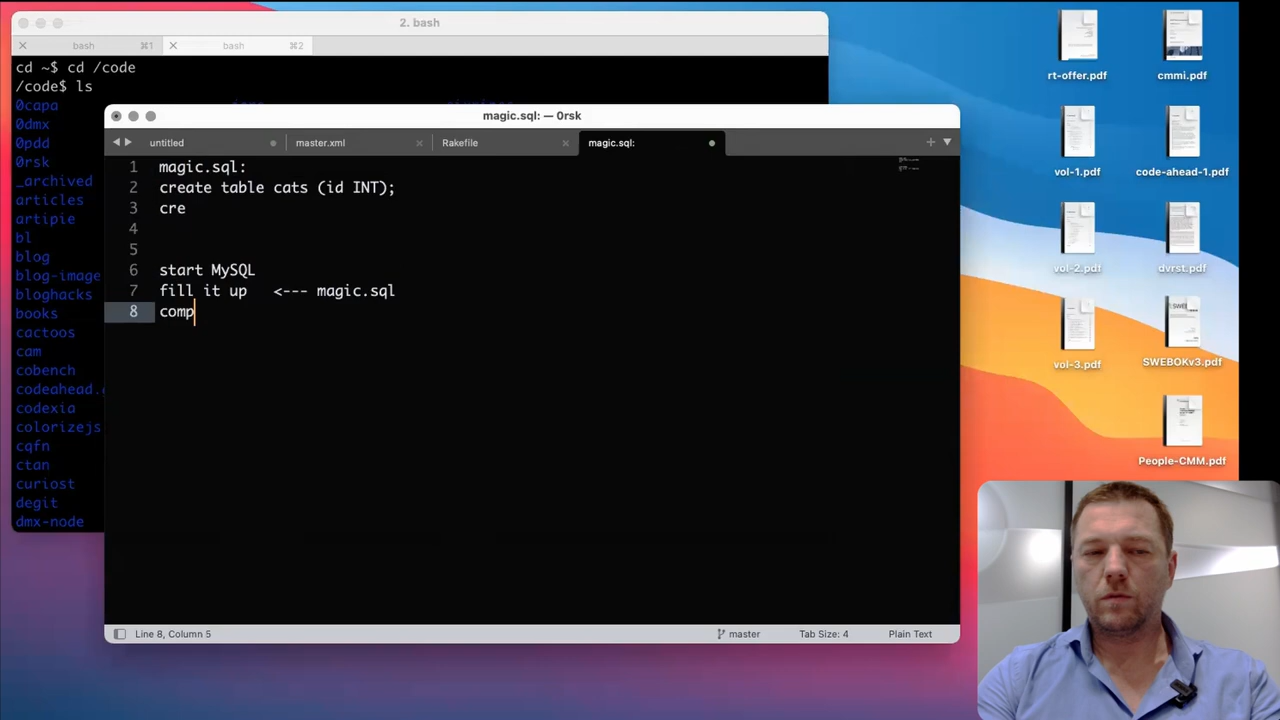 2. bash
bash ⌘1
bash ⌘2
cd ~$ cd /code
/code$ ls
0capa
0dmx
0pdd
0rsk
_archived
articles
artipie
bl
blog
blog-image
bloghacks
books
cactoos
cam
cobench
codeahead.
codexia
colorizejs
cqfn
ctan
curiost
degit
dmx-node
magic.sql: — 0rsk
untitled
master.xml
Rakefile
magic.sql:
1 magic.sql:
2 create table cats (id INT);
3 cre
4
5
6 start MySQL
7 fill it up <--- magic.sql
8 comp
Line 8, Column 5
master
Tab Size: 4
Plain Text
rt-offer.pdf
cmmi.pdf
vol-1.pdf
code-ahead-1.pdf
vol-2.pdf
dvrst.pdf
vol-3.pdf
SWEBOKv3.pdf
People-CMM.pdf